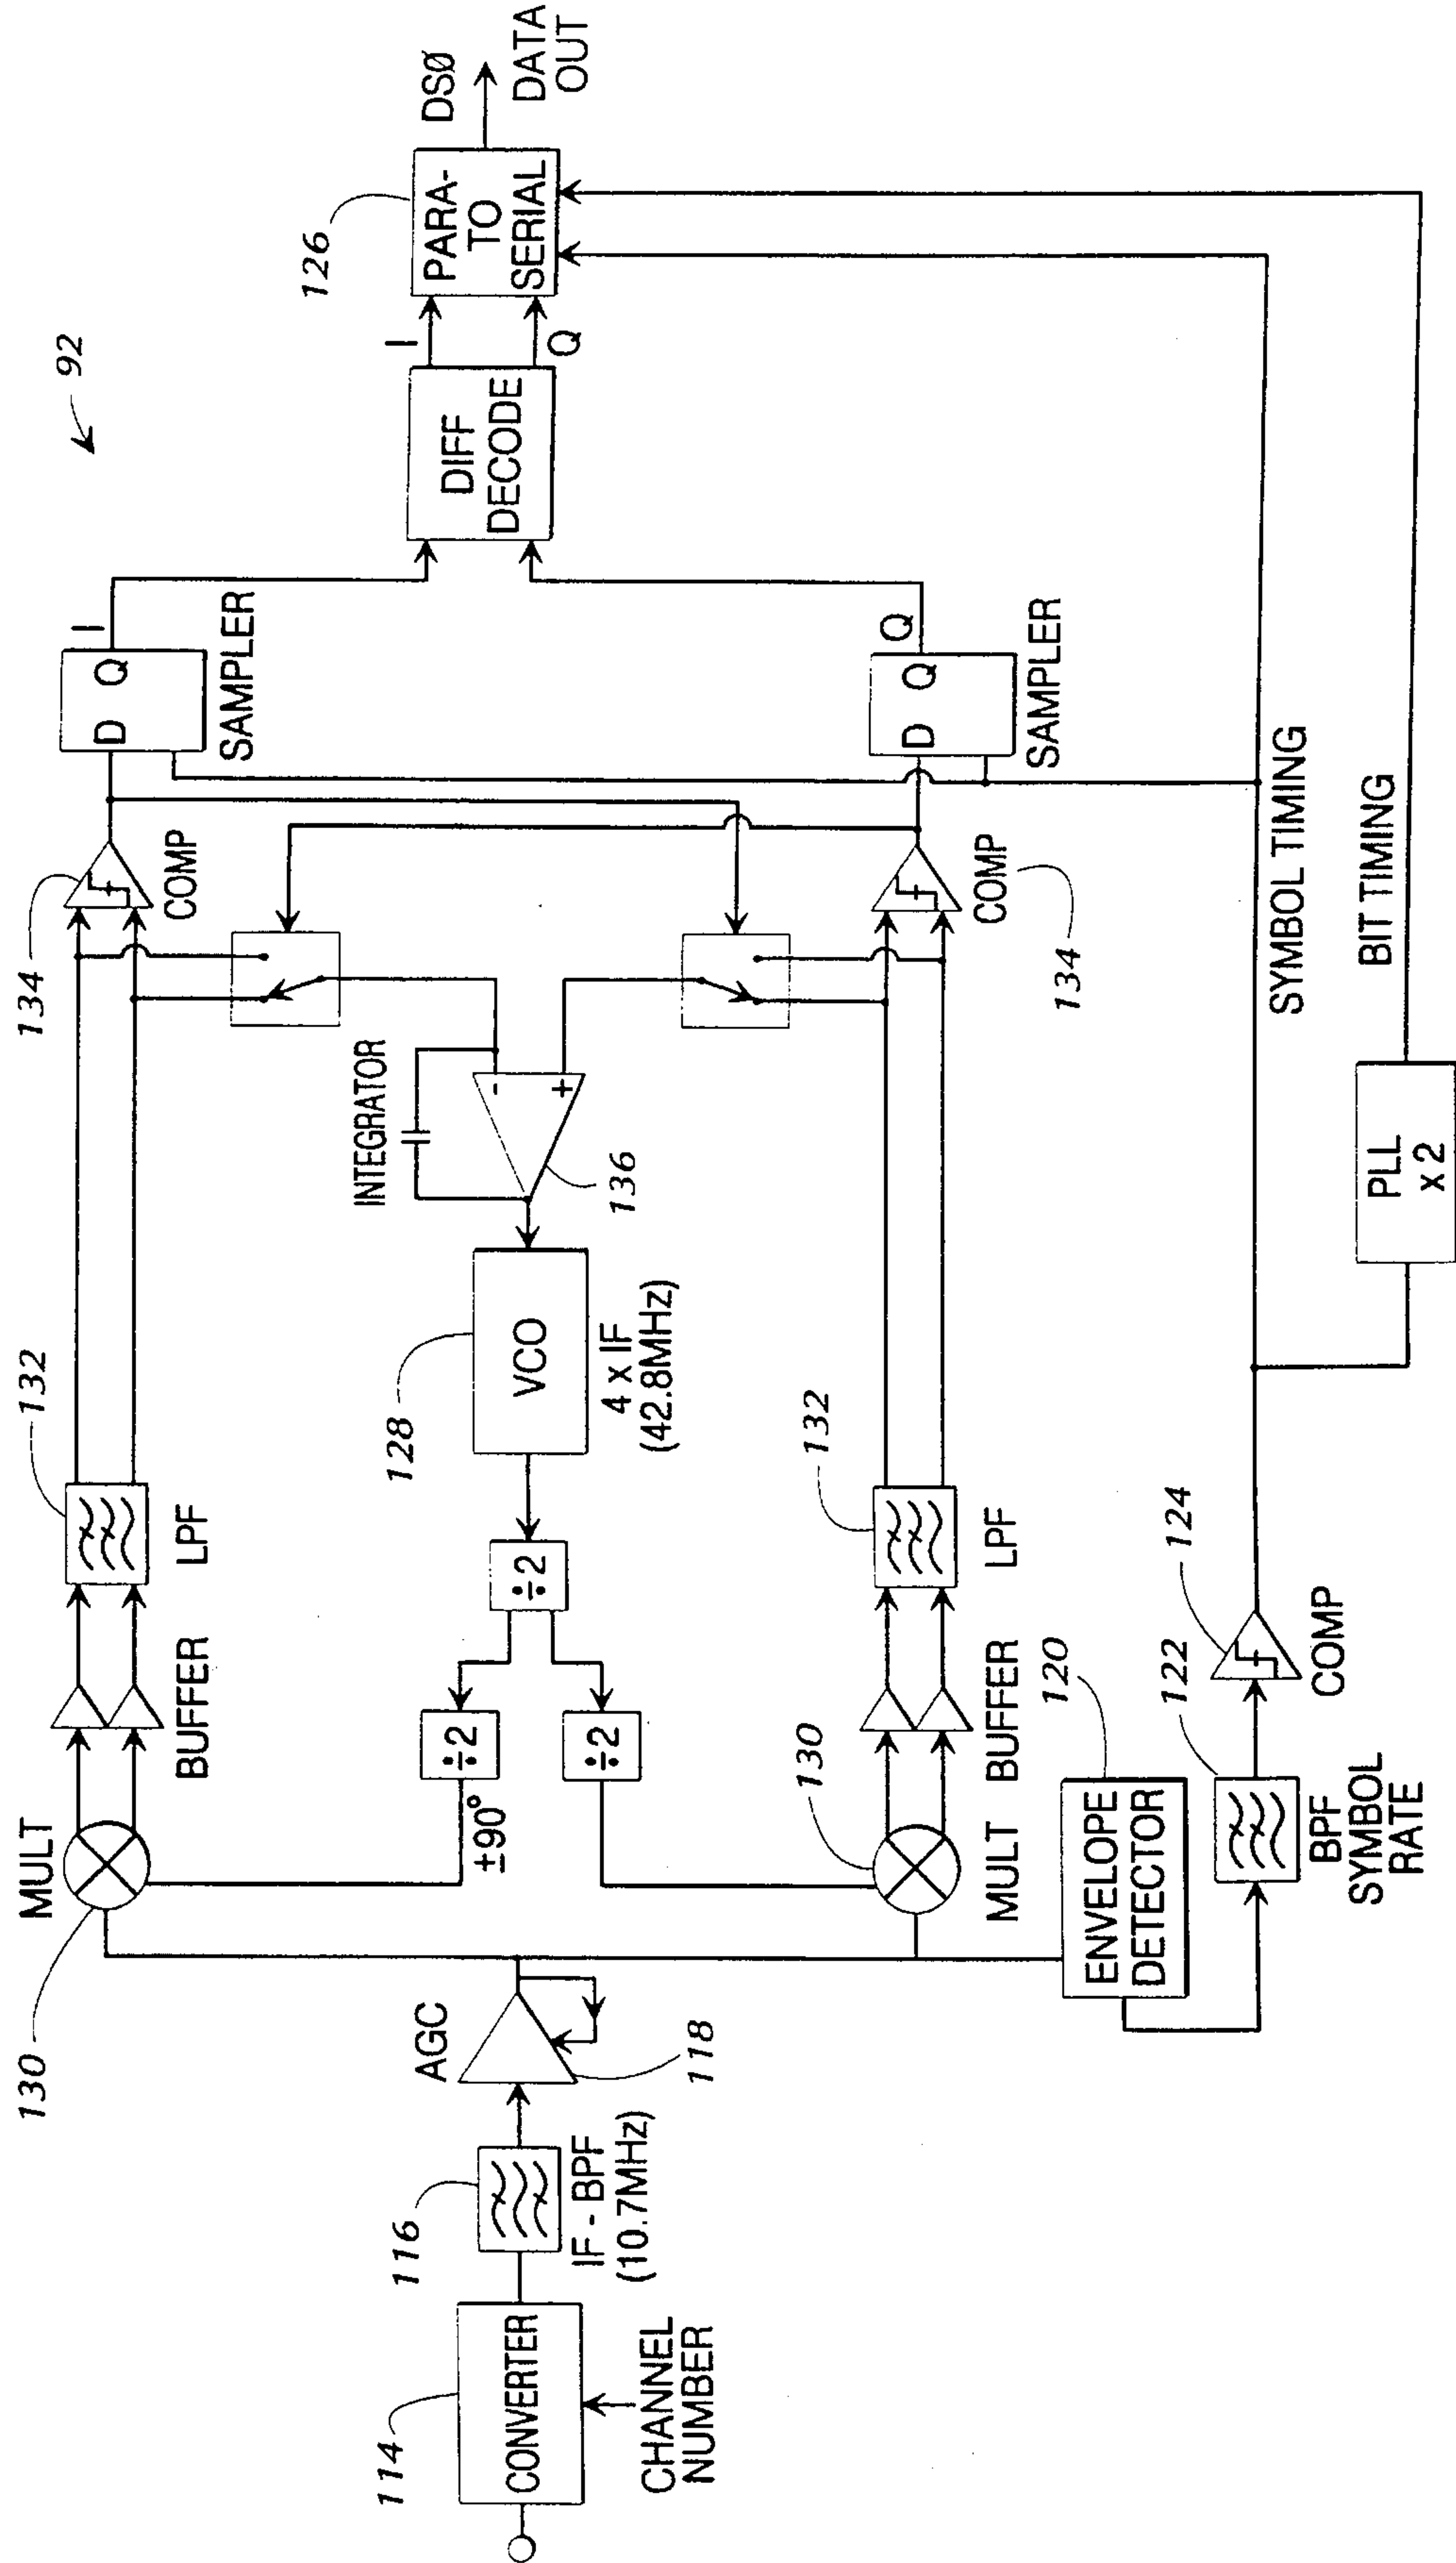 92
114
CONVERTER
CHANNEL
NUMBER
116
IF - BPF
(10.7MHz)
AGC
118
130
MULT
BUFFER
132
LPF
134
COMP
D Q
I
SAMPLER
±90°
÷2
÷2
÷2
128
VCO
4 x IF
(42.8MHz)
INTEGRATOR
-
+
136
DIFF
DECODE
I
Q
126
PARA-
TO
SERIAL
DSØ
DATA
OUT
130
MULT
BUFFER
132
LPF
COMP
134
D Q
Q
SAMPLER
120
ENVELOPE
DETECTOR
122
BPF
SYMBOL
RATE
124
COMP
SYMBOL TIMING
PLL
x 2
BIT TIMING